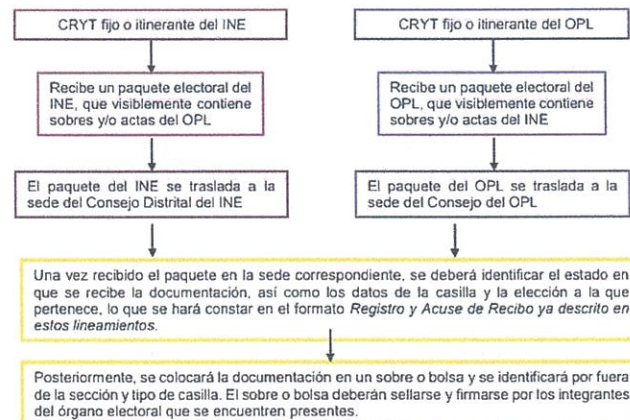 CRYT fijo o itinerante del INE
CRYT fijo o itinerante del OPL
Recibe un paquete electoral del
INE, que visiblemente contiene
sobres y/o actas del OPL
Recibe un paquete electoral del
OPL, que visiblemente contiene
sobres y/o actas del INE
El paquete del INE se traslada a la
sede del Consejo Distrital del INE
El paquete del OPL se traslada a la
sede del Consejo del OPL
Una vez recibido el paquete en la sede correspondiente, se deberá identificar el estado en
que se recibe la documentación, así como los datos de la casilla y la elección a la que
pertenece, lo que se hará constar en el formato Registro y Acuse de Recibo ya descrito en
estos lineamientos.
Posteriormente, se colocará la documentación en un sobre o bolsa y se identificará por fuera
de la sección y tipo de casilla. El sobre o bolsa deberán sellarse y firmarse por los integrantes
del órgano electoral que se encuentren presentes.